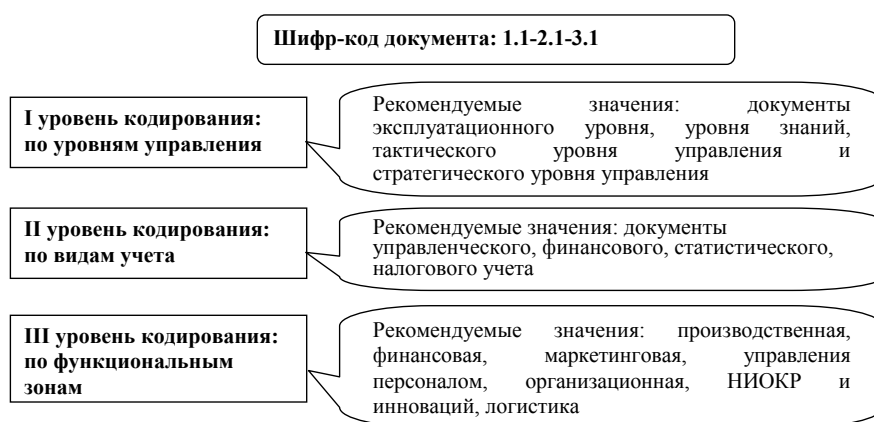 Шифр-код документа: 1.1-2.1-3.1
I уровень кодирования:
по уровням управления
Рекомендуемые значения: документы
эксплуатационного уровня, уровня знаний,
тактического уровня управления и
стратегического уровня управления
II уровень кодирования:
по видам учета
Рекомендуемые значения: документы
управленческого, финансового, статистического,
налогового учета
III уровень кодирования:
по функциональным
зонам
Рекомендуемые значения: производственная,
финансовая, маркетинговая, управления
персоналом, организационная, НИОКР и
инноваций, логистика